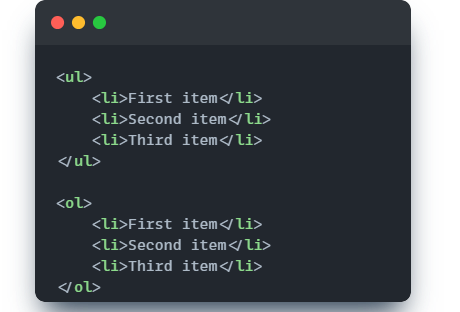 <ul>
    <li>First item</li>
    <li>Second item</li>
    <li>Third item</li>
</ul>

<ol>
    <li>First item</li>
    <li>Second item</li>
    <li>Third item</li>
</ol>